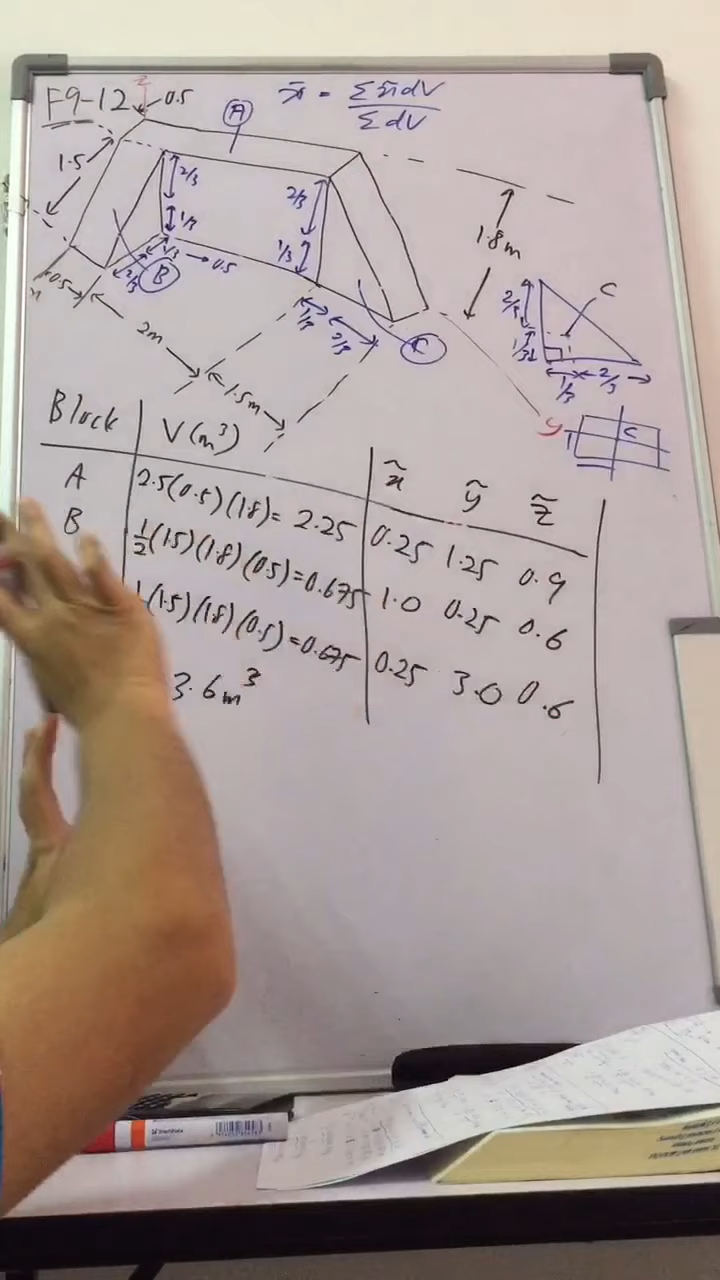 F9-12
z
0.5
A
x̄ = Σx̃dV / ΣdV
1.5
2/3
1/3
2/3
1/3
1.8m
x
0.5
2/3
1/3
B
0.5
2m
1.5m
1/3
2/3
C
2/3
1/3
C
1/3
2/3
y
C
Block V(m³) x̃ ỹ z̃
A 2.5(0.5)(1.8) = 2.25 0.25 1.25 0.9
B 1/2(1.5)(1.8)(0.5) = 0.675 1.0 0.25 0.6
(1.5)(1.8)(0.5) = 0.675 0.25 3.0 0.6
3.6m³